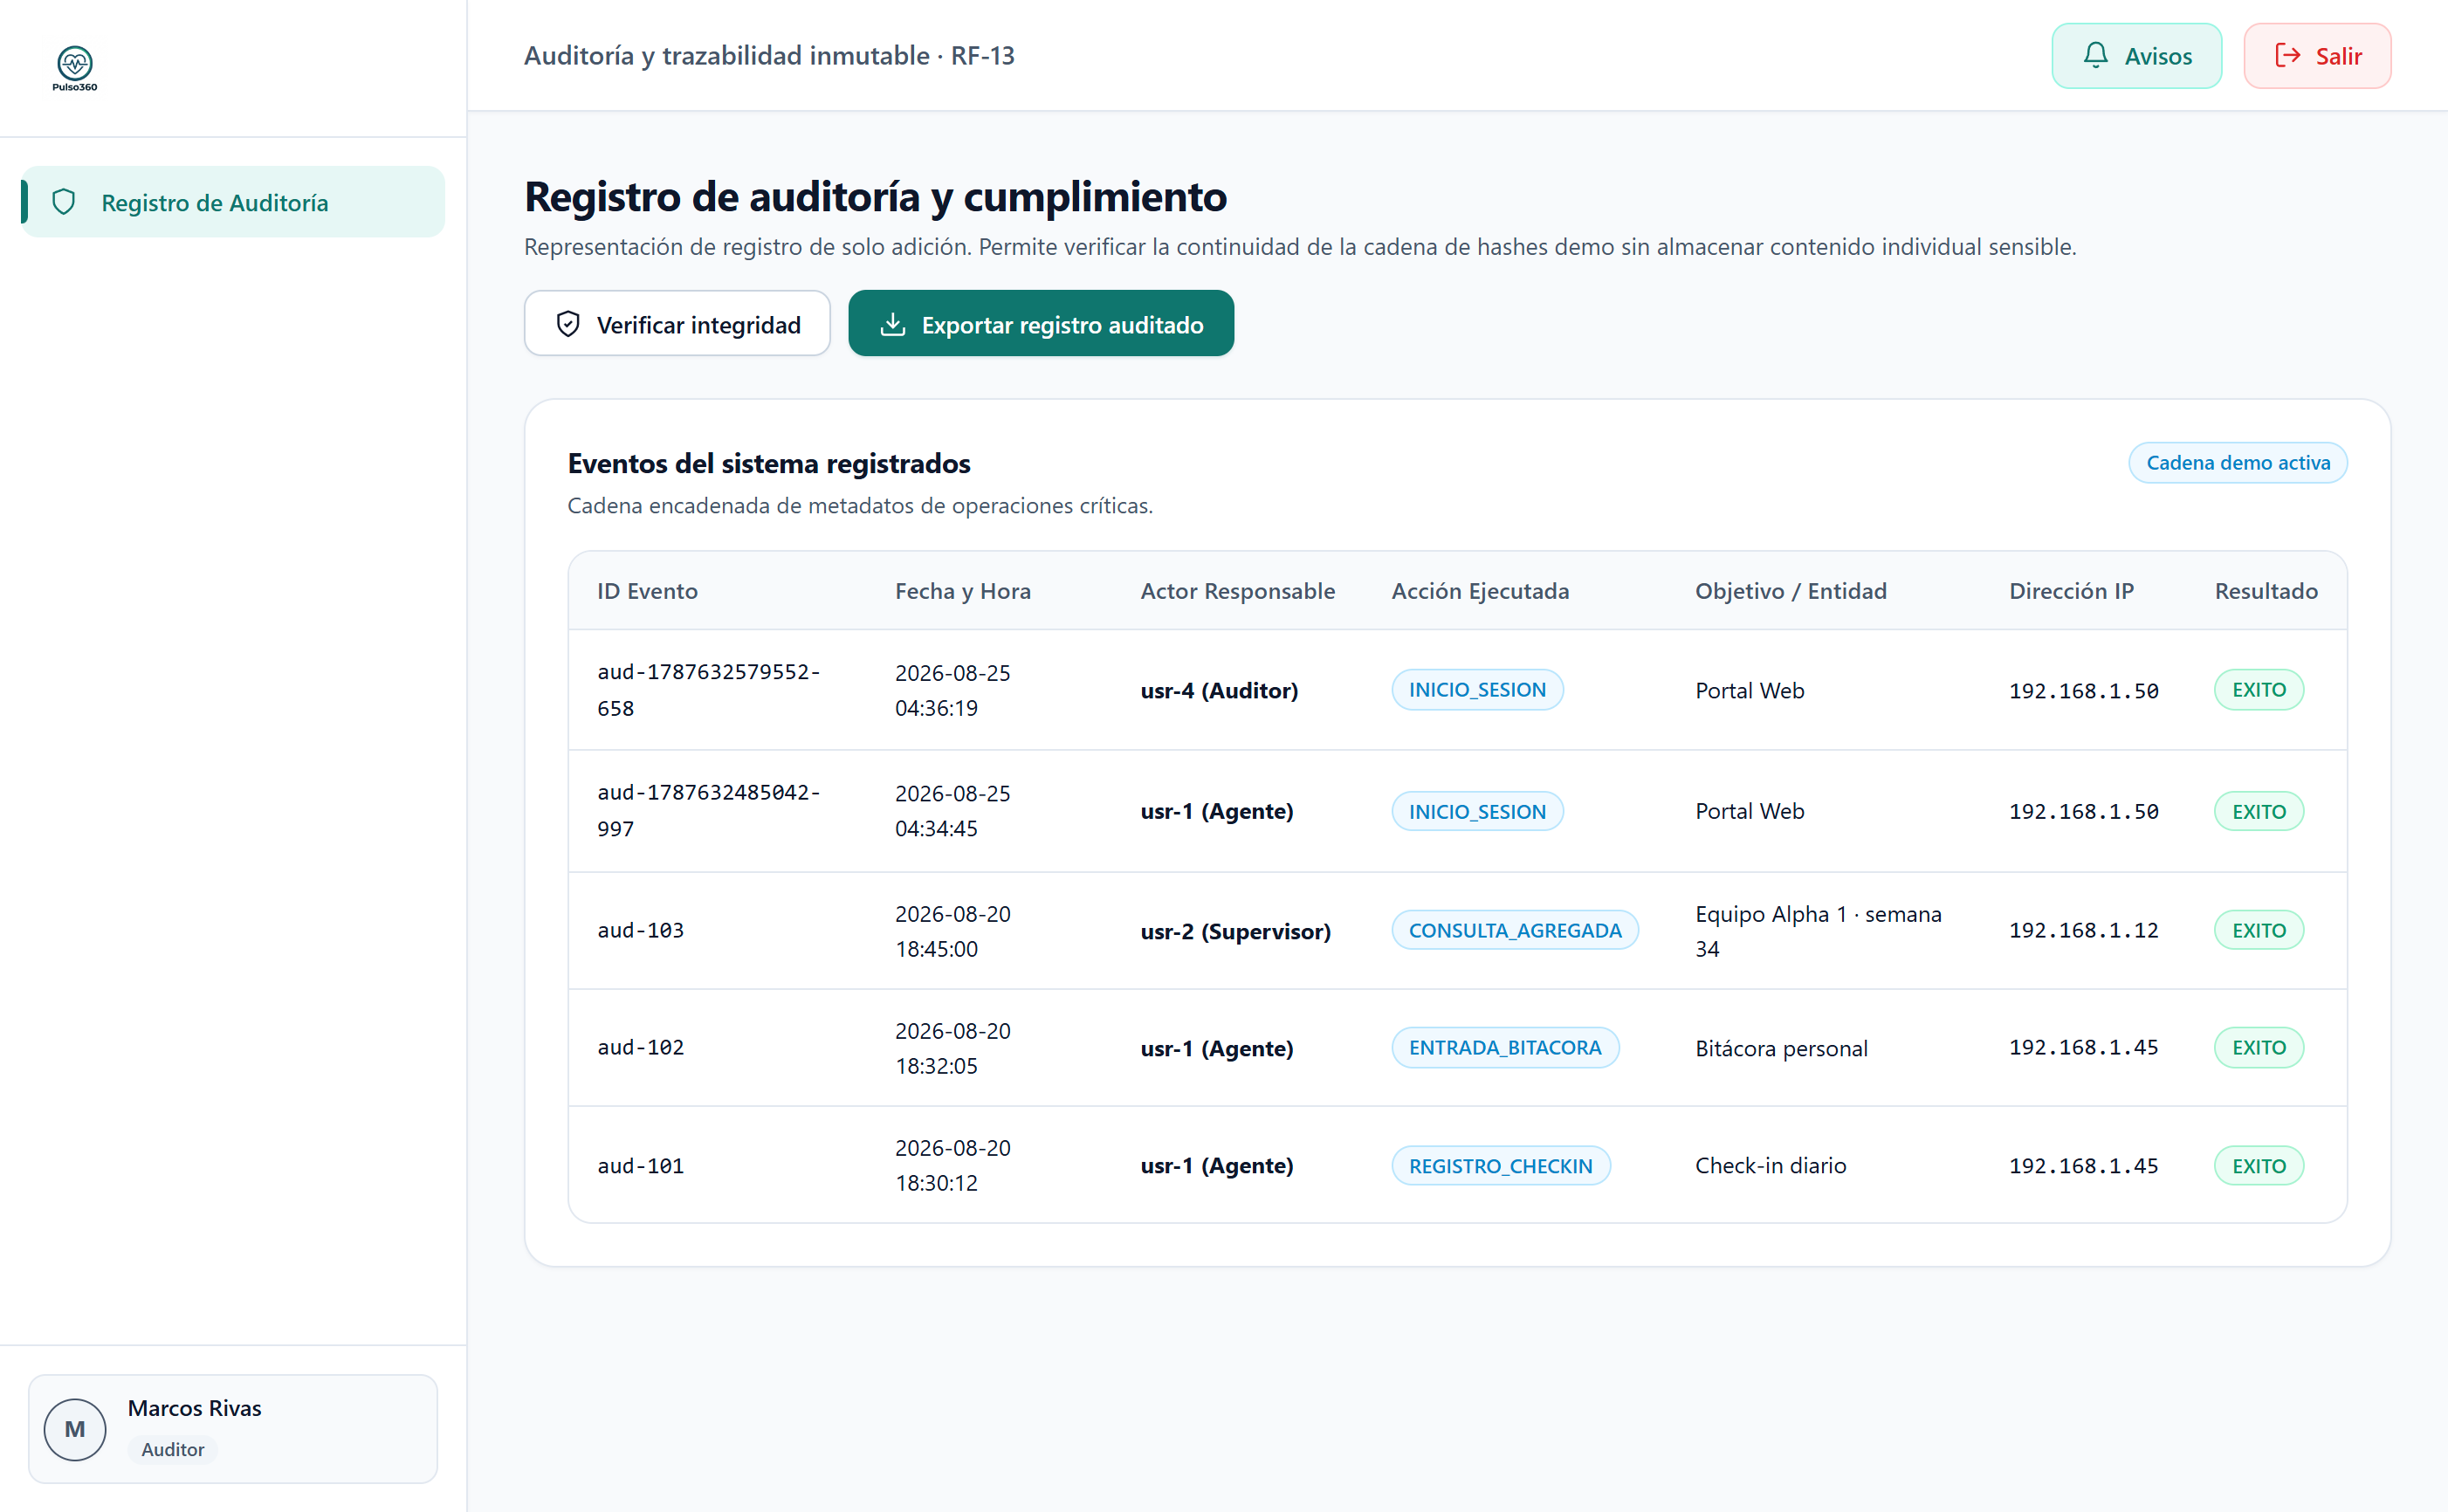 Pulso360
Auditoría y trazabilidad inmutable · RF-13
Avisos
Salir
Registro de Auditoría
Registro de auditoría y cumplimiento
Representación de registro de solo adición. Permite verificar la continuidad de la cadena de hashes demo sin almacenar contenido individual sensible.
Verificar integridad
Exportar registro auditado
Eventos del sistema registrados
Cadena demo activa
Cadena encadenada de metadatos de operaciones críticas.
ID Evento Fecha y Hora Actor Responsable Acción Ejecutada Objetivo / Entidad Dirección IP Resultado
aud-1787632579552-
658
2026-08-25
04:36:19
usr-4 (Auditor)
INICIO_SESION
Portal Web
192.168.1.50
EXITO
aud-1787632485042-
997
2026-08-25
04:34:45
usr-1 (Agente)
INICIO_SESION
Portal Web
192.168.1.50
EXITO
aud-103
2026-08-20
18:45:00
usr-2 (Supervisor)
CONSULTA_AGREGADA
Equipo Alpha 1 · semana
34
192.168.1.12
EXITO
aud-102
2026-08-20
18:32:05
usr-1 (Agente)
ENTRADA_BITACORA
Bitácora personal
192.168.1.45
EXITO
aud-101
2026-08-20
18:30:12
usr-1 (Agente)
REGISTRO_CHECKIN
Check-in diario
192.168.1.45
EXITO
M
Marcos Rivas
Auditor